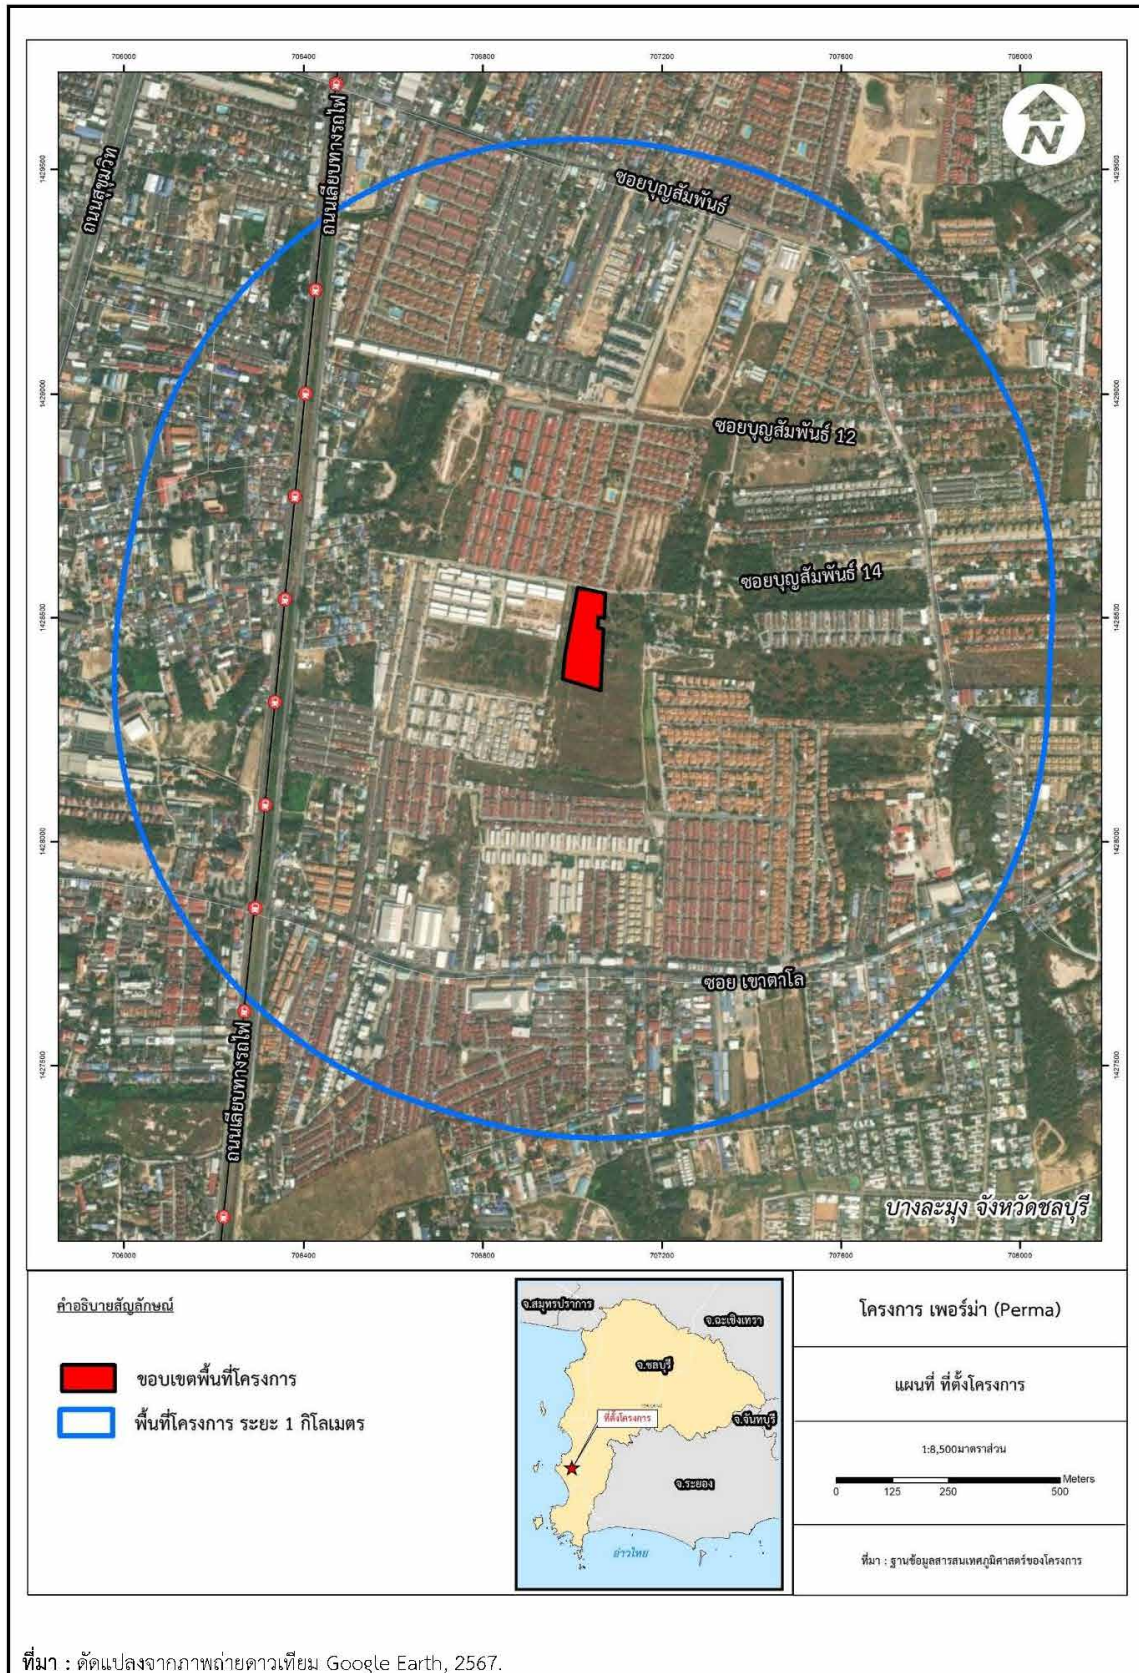 706000 706400 706800 707200 707600 708000
1429500 1429500
1429000 1429000
1428500 1428500
1428000 1428000
1427500 1427500
N
ถนนสุขุมวิท
ถนนเลียบทางรถไฟ
ซอยบุญสัมพันธ์
ซอยบุญสัมพันธ์ 12
ซอยบุญสัมพันธ์ 14
ซอย เขาตาโล
ถนนเลียบทางรถไฟ
บางละมุง จังหวัดชลบุรี
706000 706400 706800 707200 707600 708000
คำอธิบายสัญลักษณ์
ขอบเขตพื้นที่โครงการ
พื้นที่โครงการ ระยะ 1 กิโลเมตร
จ.สมุทรปราการ
จ.ฉะเชิงเทรา
จ.ชลบุรี
จ.จันทบุรี
ที่ตั้งโครงการ
จ.ระยอง
อ่าวไทย
โครงการ เพอร์ม่า (Perma)
แผนที่ ที่ตั้งโครงการ
1:8,500มาตราส่วน
Meters
0 125 250 500
ที่มา : ฐานข้อมูลสารสนเทศภูมิศาสตร์ของโครงการ
ที่มา : ดัดแปลงจากภาพถ่ายดาวเทียม Google Earth, 2567.